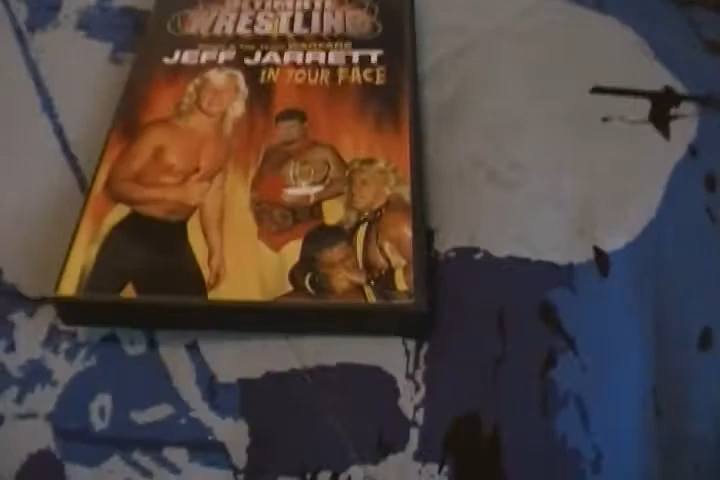 ULTIMATE
WRESTLING
JEFF JARRETT
IN YOUR FACE